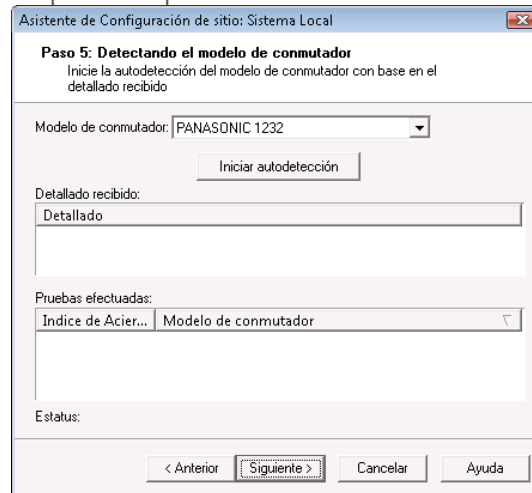 Asistente de Configuración de sitio: Sistema Local
Paso 5: Detectando el modelo de conmutador
Inicie la autodetección del modelo de conmutador con base en el
detallado recibido
Modelo de conmutador: PANASONIC 1232
Iniciar autodetección
Detallado recibido:
Detallado
Pruebas efectuadas:
Indice de Acier... Modelo de conmutador
Estatus:
< Anterior Siguiente > Cancelar Ayuda